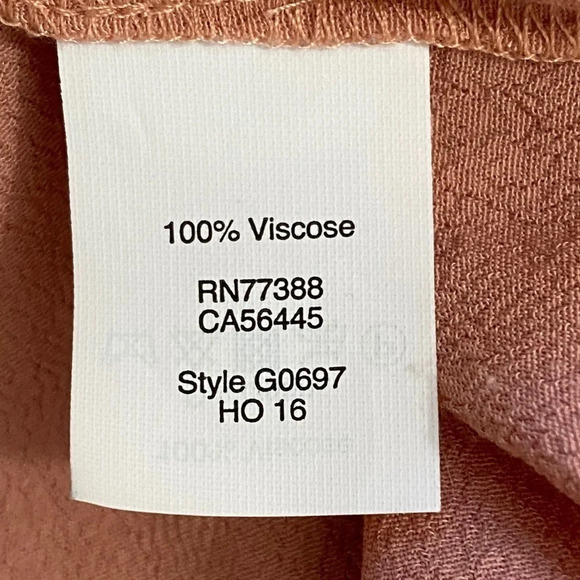 100% Viscose
RN77388
CA56445
Style G0697
HO 16